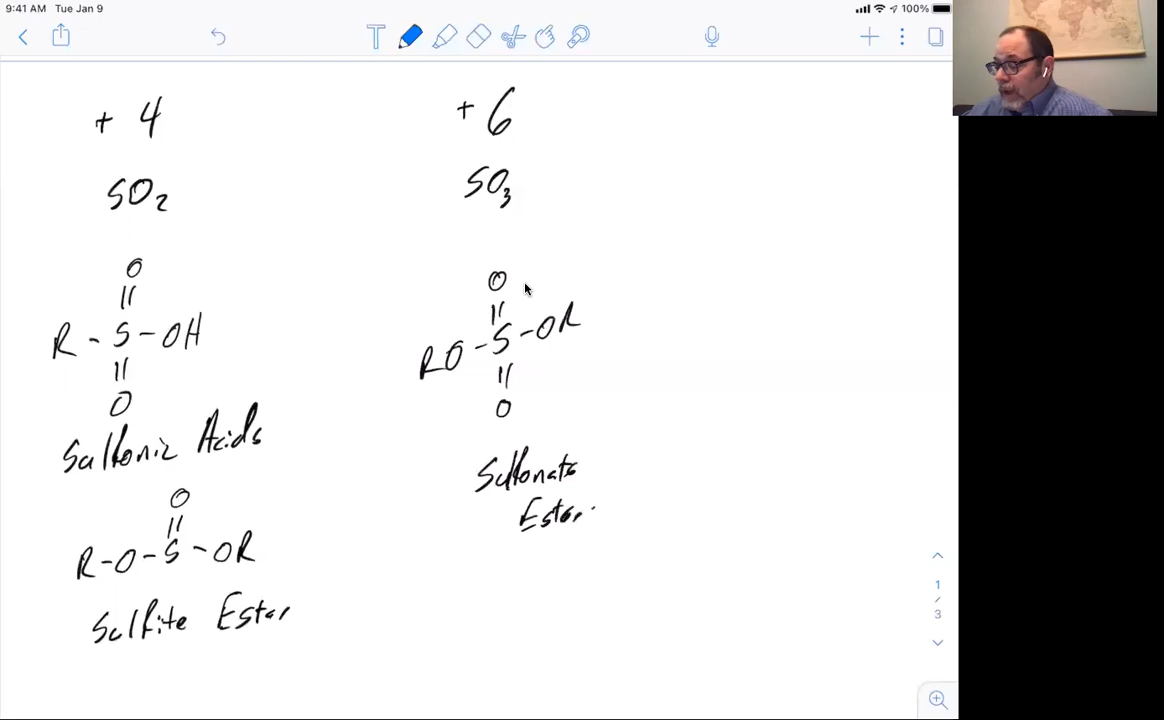 9:41 AM Tue Jan 9
100%
T
+ 4
SO2
O
||
R - S - OH
||
O
Sulfonic Acids
O
||
R-O-S-OR
Sulfite Ester
+ 6
SO3
O
||
RO-S-OR
||
O
Sulfonate
Ester
1
/
3